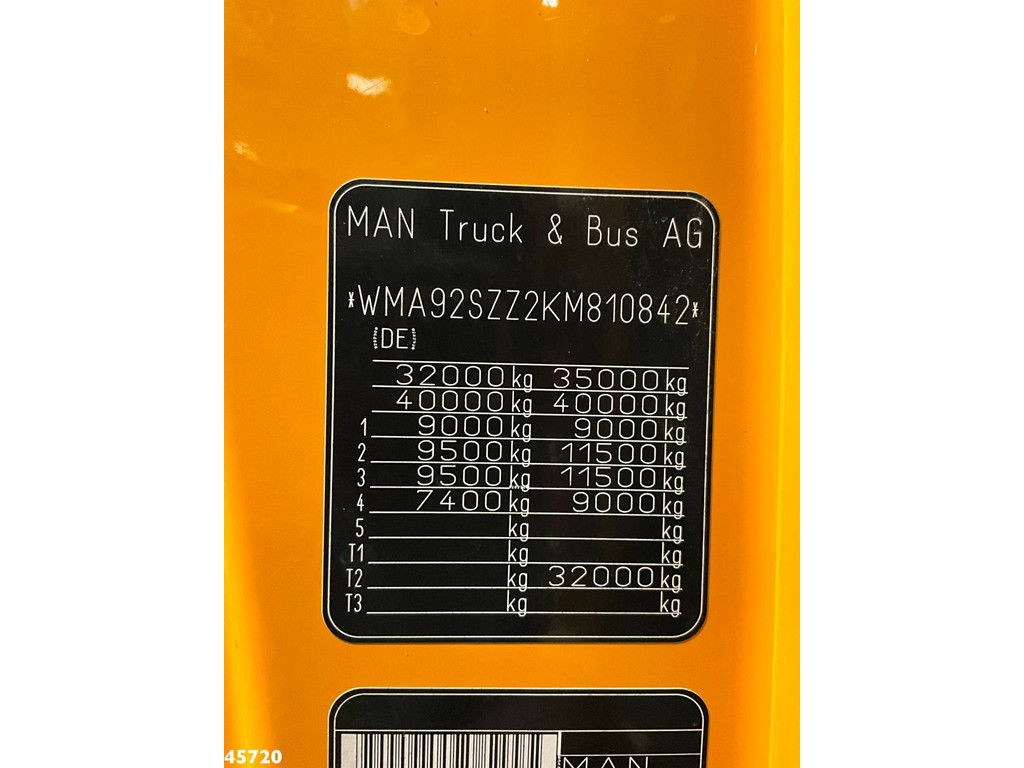 MAN Truck & Bus AG
*WMA92SZZ2KM810842*
(DE)
32000 kg 35000 kg
40000 kg 40000 kg
1 9000 kg 9000 kg
2 9500 kg 11500 kg
3 9500 kg 11500 kg
4 7400 kg 9000 kg
5 kg kg
T1 kg kg
T2 kg 32000 kg
T3 kg kg
MAN
45720